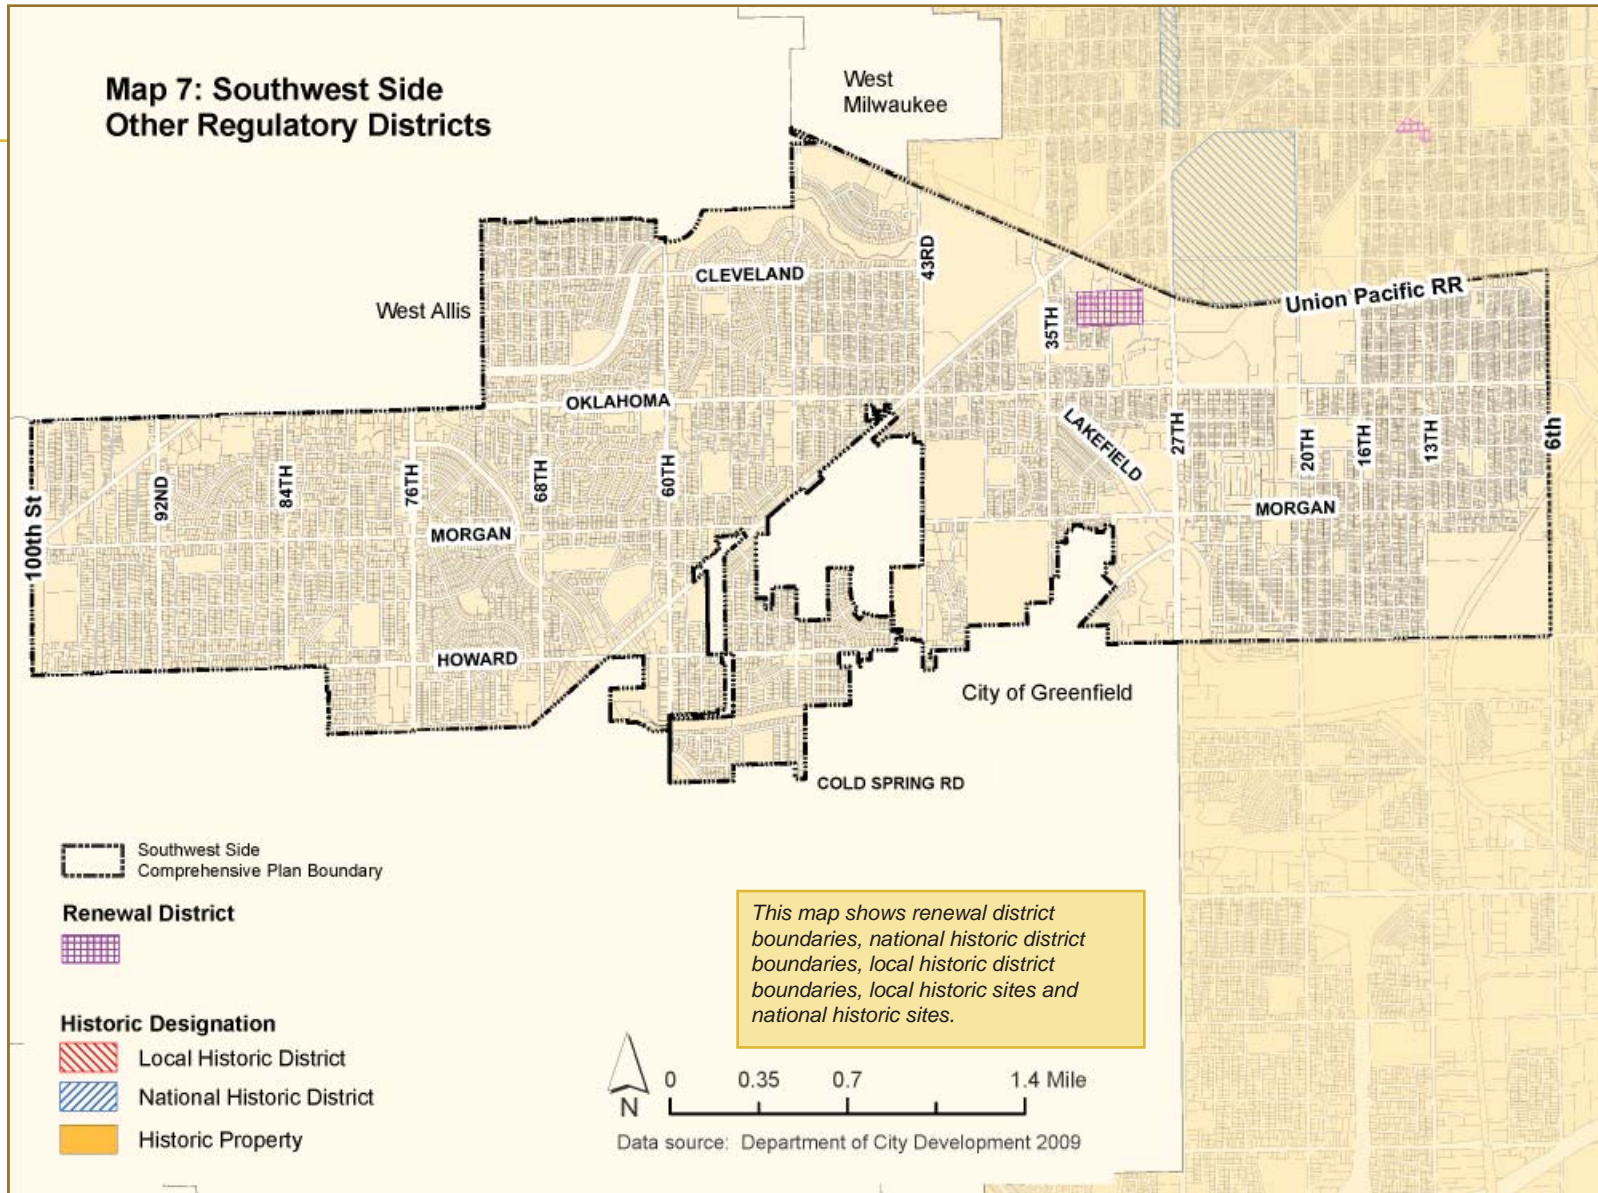 Map 7: Southwest Side
Other Regulatory Districts
West
Milwaukee
West Allis
CLEVELAND
43RD
Union Pacific RR
35TH
OKLAHOMA
LAKEFIELD
27TH
20TH
16TH
13TH
6th
100th St
92ND
84TH
76TH
68TH
60TH
MORGAN
MORGAN
HOWARD
City of Greenfield
COLD SPRING RD
Southwest Side
Comprehensive Plan Boundary
Renewal District
Historic Designation
Local Historic District
National Historic District
Historic Property
This map shows renewal district
boundaries, national historic district
boundaries, local historic district
boundaries, local historic sites and
national historic sites.
N
0 0.35 0.7 1.4 Mile
Data source: Department of City Development 2009